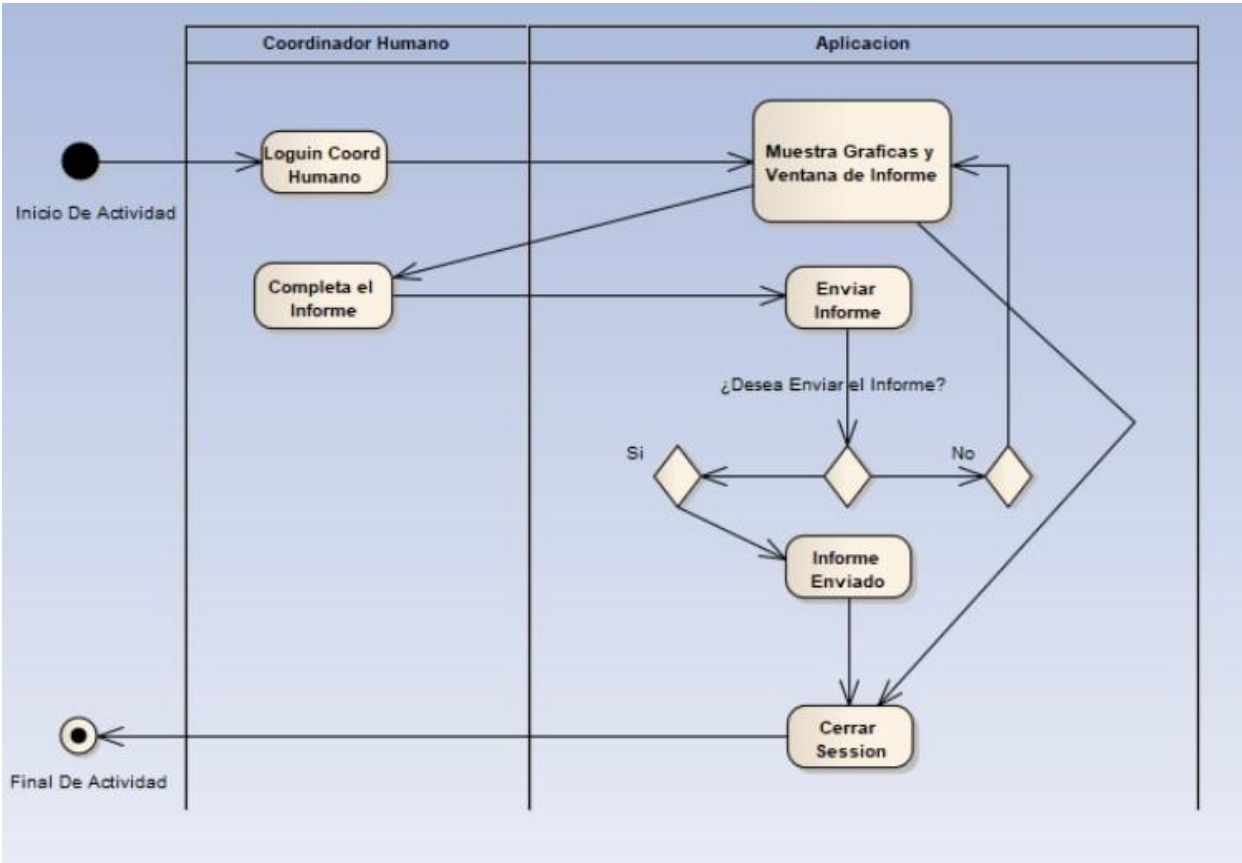 Coordinador Humano
Aplicacion
Loguin Coord
Humano
Muestra Graficas y
Ventana de Informe
Inicio De Actividad
Completa el
Informe
Enviar
Informe
¿Desea Enviar el Informe?
Si
No
Informe
Enviado
Cerrar
Session
Final De Actividad